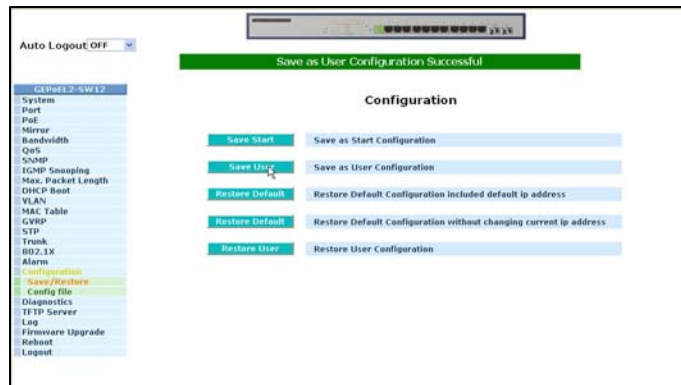 Auto Logout OFF
Save as User Configuration Successful
GEPoEL2-SW12
System
Port
PoE
Mirror
Bandwidth
QoS
SNMP
IGMP Snooping
Max. Packet Length
DHCP Boot
VLAN
MAC Table
GVRP
STP
Trunk
802.1X
Alarm
Configuration
Save/Restore
Config file
Diagnostics
TFTP Server
Log
Firmware Upgrade
Reboot
Logout
Configuration
Save Start Save as Start Configuration
Save User Save as User Configuration
Restore Default Restore Default Configuration included default ip address
Restore Default Restore Default Configuration without changing current ip address
Restore User Restore User Configuration